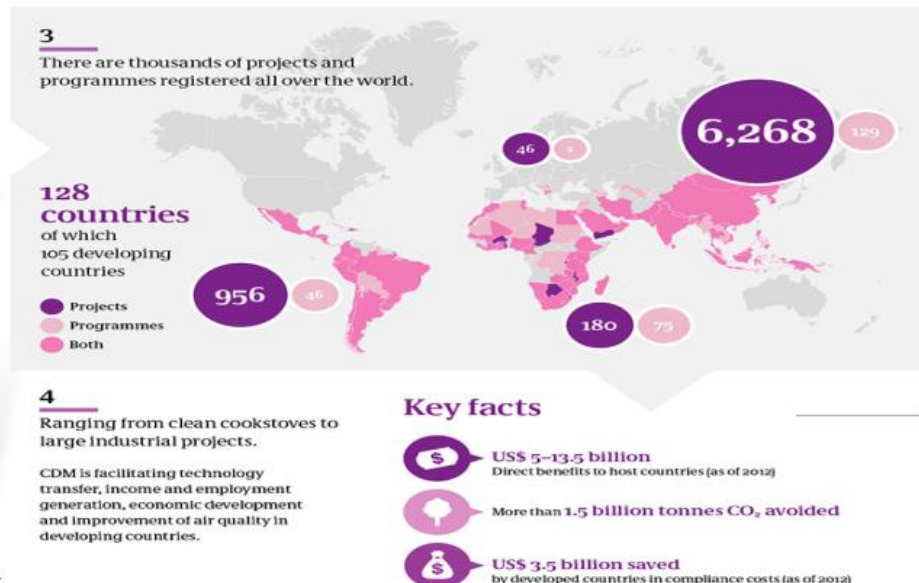 3
There are thousands of projects and
programmes registered all over the world.
6,268
129
46
128
countries
of which
105 developing
countries
Projects
Programmes
Both
956
46
180
75
4
Ranging from clean cookstoves to
large industrial projects.
CDM is facilitating technology
transfer, income and employment
generation, economic development
and improvement of air quality in
developing countries.
Key facts
US$ 5–13.5 billion
Direct benefits to host countries (as of 2012)
More than 1.5 billion tonnes CO₂ avoided
US$ 3.5 billion saved
by developed countries in compliance costs (as of 2012)